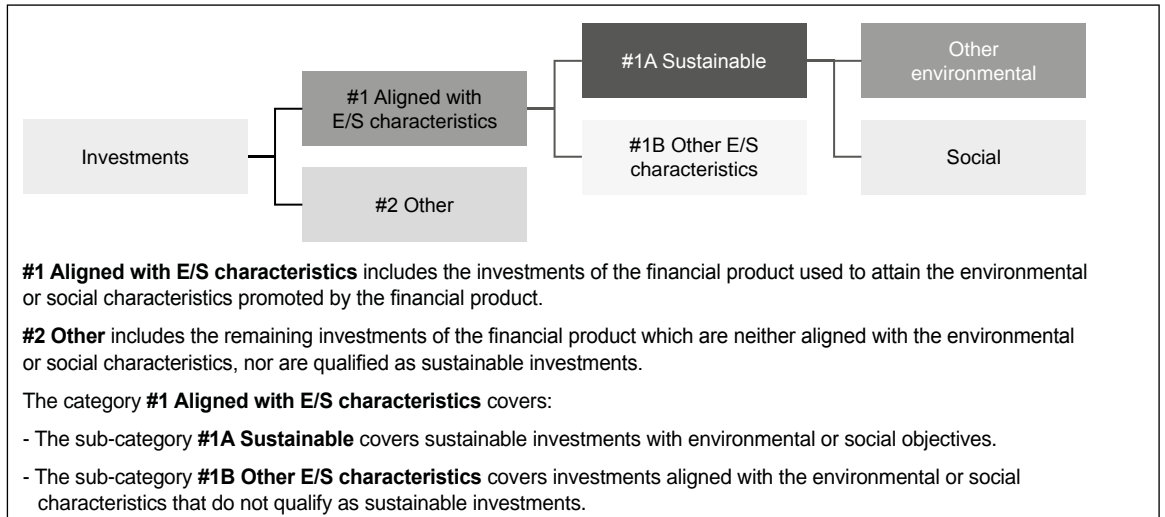 Investments
#1 Aligned with
E/S characteristics
#2 Other
#1A Sustainable
#1B Other E/S
characteristics
Other
environmental
Social
#1 Aligned with E/S characteristics includes the investments of the financial product used to attain the environmental
or social characteristics promoted by the financial product.
#2 Other includes the remaining investments of the financial product which are neither aligned with the environmental
or social characteristics, nor are qualified as sustainable investments.
The category #1 Aligned with E/S characteristics covers:
- The sub-category #1A Sustainable covers sustainable investments with environmental or social objectives.
- The sub-category #1B Other E/S characteristics covers investments aligned with the environmental or social
characteristics that do not qualify as sustainable investments.